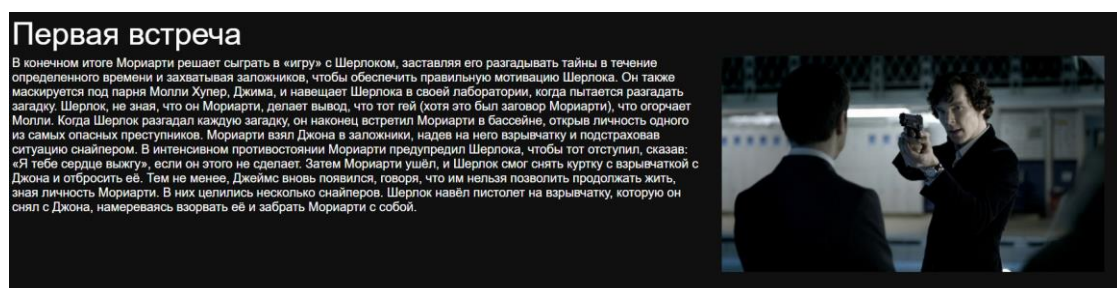 Первая встреча
В конечном итоге Мориарти решает сыграть в «игру» с Шерлоком, заставляя его разгадывать тайны в течение
определенного времени и захватывая заложников, чтобы обеспечить правильную мотивацию Шерлока. Он также
маскируется под парня Молли Хупер, Джима, и навещает Шерлока в своей лаборатории, когда пытается разгадать
загадку. Шерлок, не зная, что он Мориарти, делает вывод, что тот гей (хотя это был заговор Мориарти), что огорчает
Молли. Когда Шерлок разгадал каждую загадку, он наконец встретил Мориарти в бассейне, открыв личность одного
из самых опасных преступников. Мориарти взял Джона в заложники, надев на него взрывчатку и подстраховав
ситуацию снайпером. В интенсивном противостоянии Мориарти предупредил Шерлока, чтобы тот отступил, сказав:
«Я тебе сердце выжгу», если он этого не сделает. Затем Мориарти ушёл, и Шерлок смог снять куртку с взрывчаткой с
Джона и отбросить её. Тем не менее, Джеймс вновь появился, говоря, что им нельзя позволить продолжать жить,
зная личность Мориарти. В них целились несколько снайперов. Шерлок навёл пистолет на взрывчатку, которую он
снял с Джона, намереваясь взорвать её и забрать Мориарти с собой.